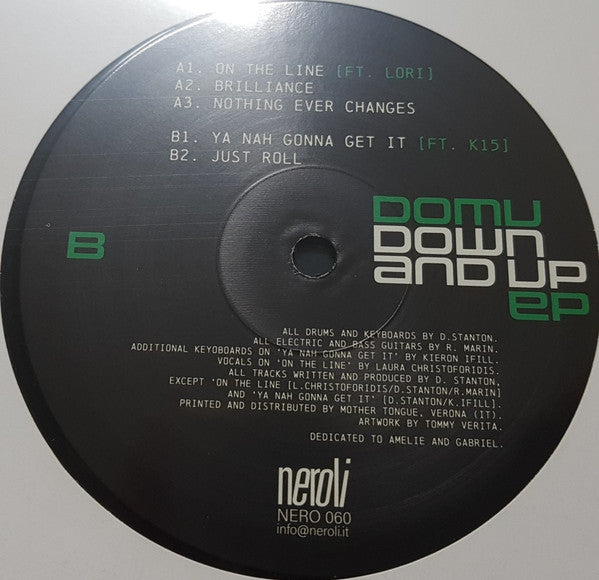 A1. ON THE LINE [FT. LORI]
A2. BRILLIANCE
A3. NOTHING EVER CHANGES
B1. YA NAH GONNA GET IT [FT. K15]
B2. JUST ROLL
B
DOMU
DOWN
AND UP
EP
ALL DRUMS AND KEYBOARDS BY D.STANTON.
ALL ELECTRIC AND BASS GUITARS BY R. MARIN.
ADDITIONAL KEYOBOARDS ON 'YA NAH GONNA GET IT' BY KIERON IFILL.
VOCALS ON 'ON THE LINE' BY LAURA CHRISTOFORIDIS.
ALL TRACKS WRITTEN AND PRODUCED BY D. STANTON,
EXCEPT 'ON THE LINE [L.CHRISTOFORIDIS/D.STANTON/R.MARIN]
AND 'YA NAH GONNA GET IT' [D.STANTON/K.IFILL].
PRINTED AND DISTRIBUTED BY MOTHER TONGUE, VERONA (IT).
ARTWORK BY TOMMY VERITA.
DEDICATED TO AMELIE AND GABRIEL.
neroli
NERO 060
info@neroli.it